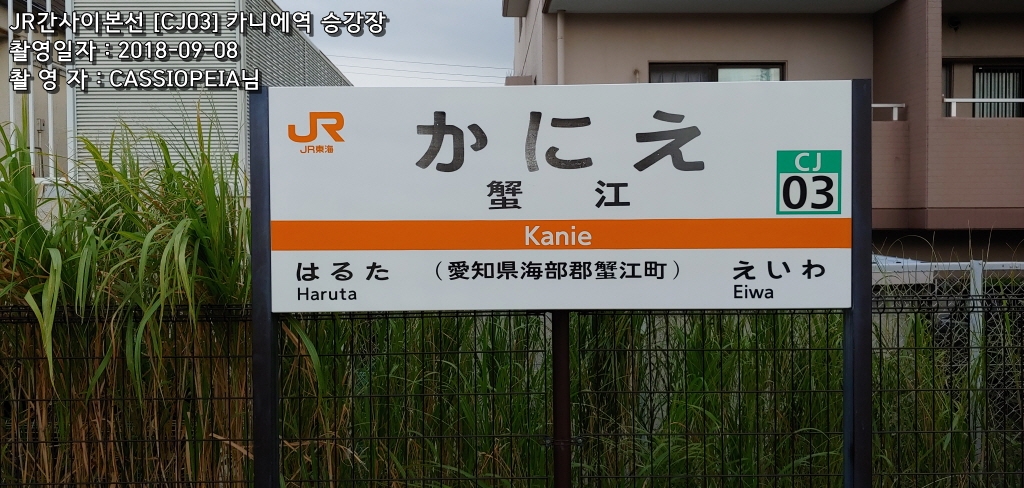 JR간사이본선 [CJ03] 카니에역 승강장
촬영일자 : 2018-09-08
촬 영 자 : CASSIOPEIA님
JR
JR東海
かにえ
蟹 江
CJ
03
Kanie
はるた (愛知県海部郡蟹江町) えいわ
Haruta Eiwa